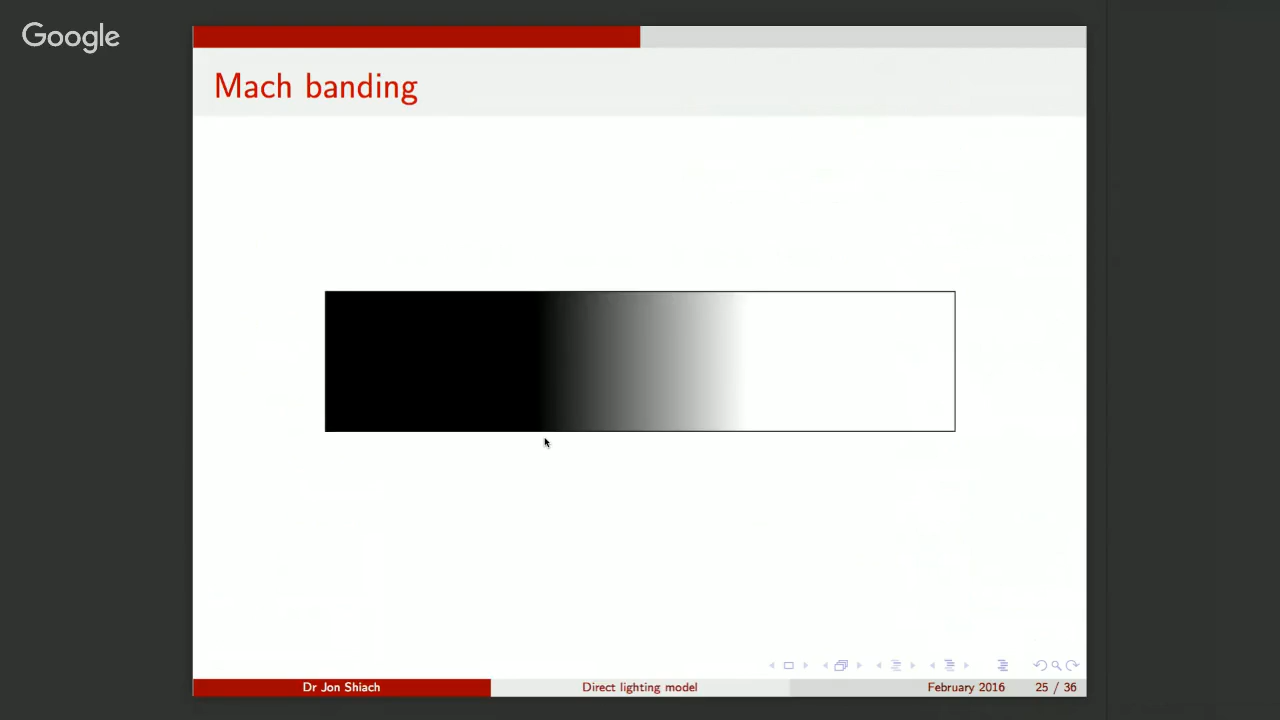 Google
Mach banding
Dr Jon Shiach
Direct lighting model
February 2016
25 / 36